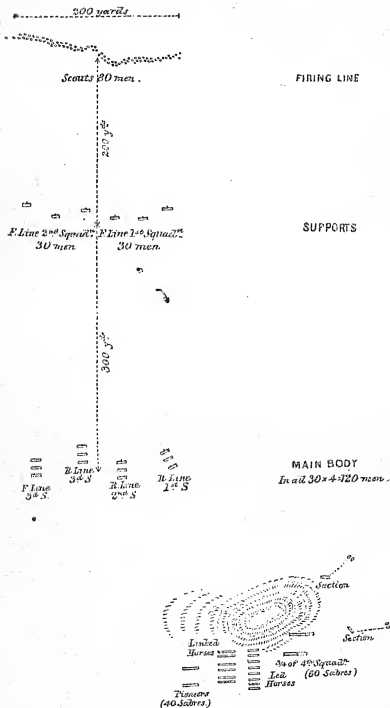 200 yards
Scouts 30 men.
FIRING LINE
200 yds
F. Line 2nd Squadn. F. Line 1st Squadn.
30 men 30 men.
SUPPORTS
300 yds
F Line
3d S
R. Line
3d S
R. Line
2nd S
R. Line
1st S
MAIN BODY
In all 30 x 4 = 120 men.
Section
Section
Linked
Horses
¾ of 4th Squadn
(60 Sabres)
Led
Horses
Pioneers
(40 Sabres.)